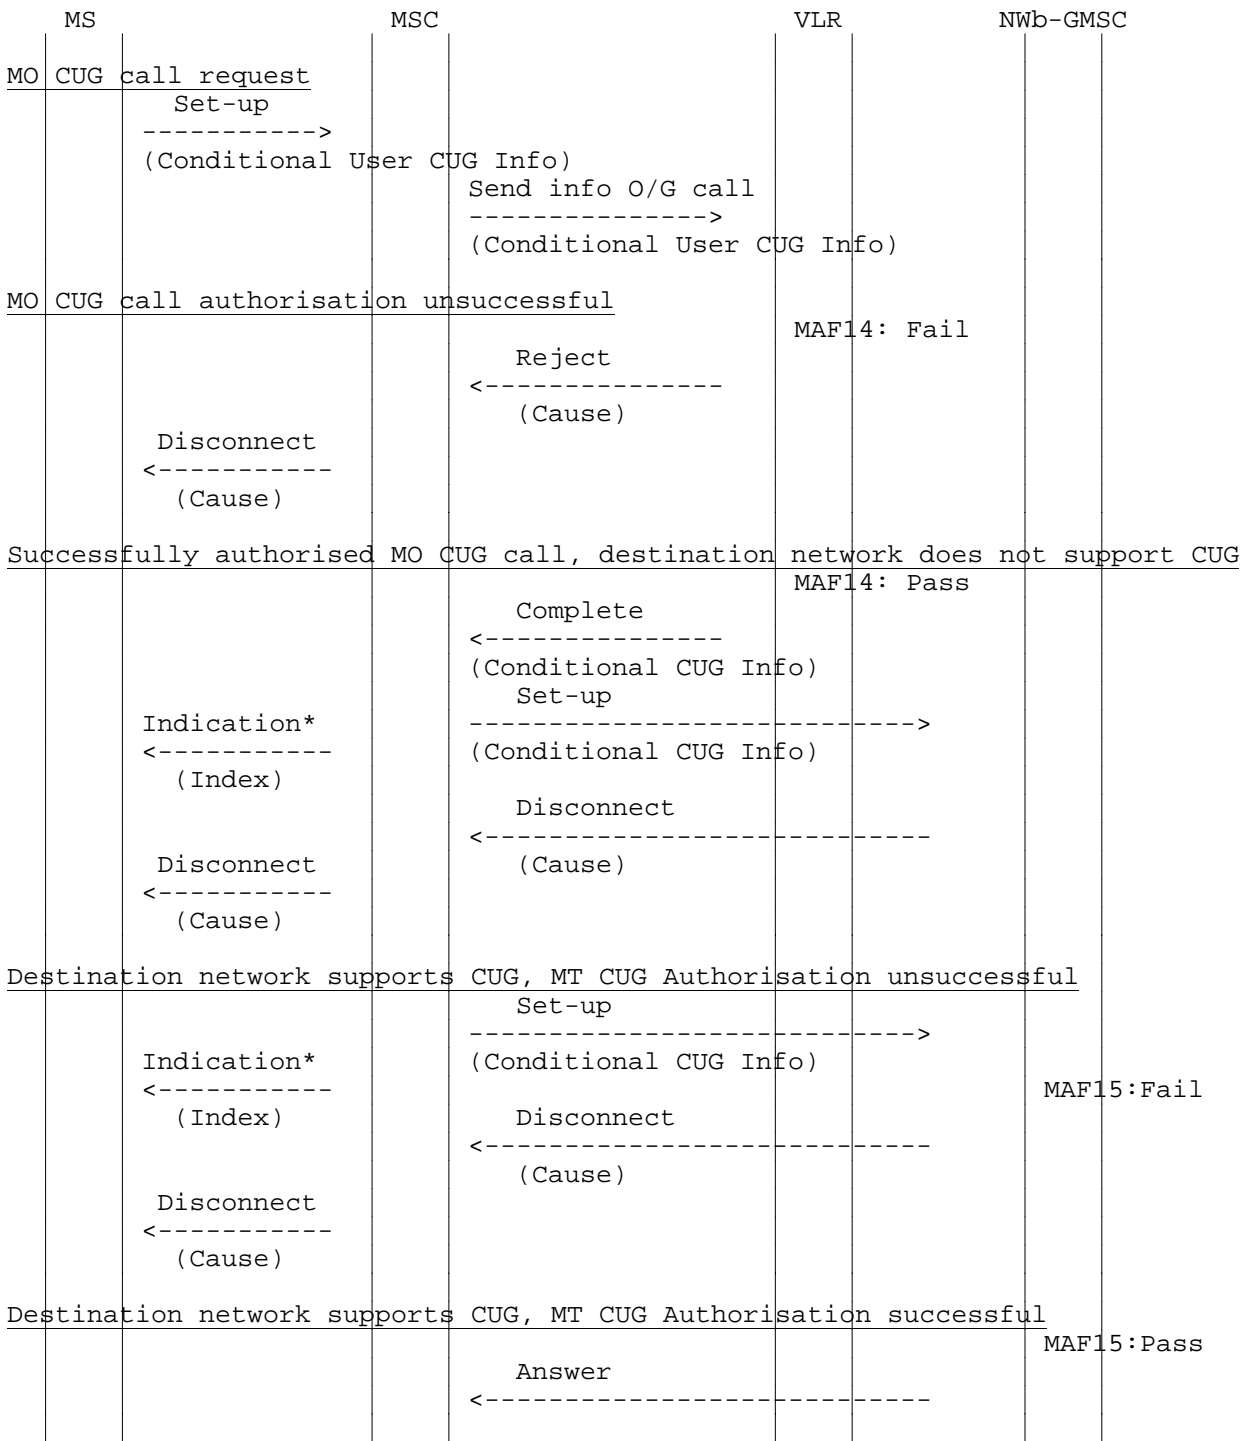 MS MSC VLR NWb-GMSC
MO CUG call request
Set-up
----------->
(Conditional User CUG Info)
Send info O/G call
--------------->
(Conditional User CUG Info)
MO CUG call authorisation unsuccessful
MAF14: Fail
Reject
<---------------
(Cause)
Disconnect
<-----------
(Cause)
Successfully authorised MO CUG call, destination network does not support CUG
MAF14: Pass
Complete
<---------------
(Conditional CUG Info)
Set-up
Indication* ---------------------------->
<----------- (Conditional CUG Info)
(Index)
Disconnect
<----------------------------
Disconnect (Cause)
<-----------
(Cause)
Destination network supports CUG, MT CUG Authorisation unsuccessful
Set-up
---------------------------->
Indication* (Conditional CUG Info)
<----------- MAF15:Fail
(Index) Disconnect
<----------------------------
(Cause)
Disconnect
<-----------
(Cause)
Destination network supports CUG, MT CUG Authorisation successful
MAF15:Pass
Answer
<----------------------------